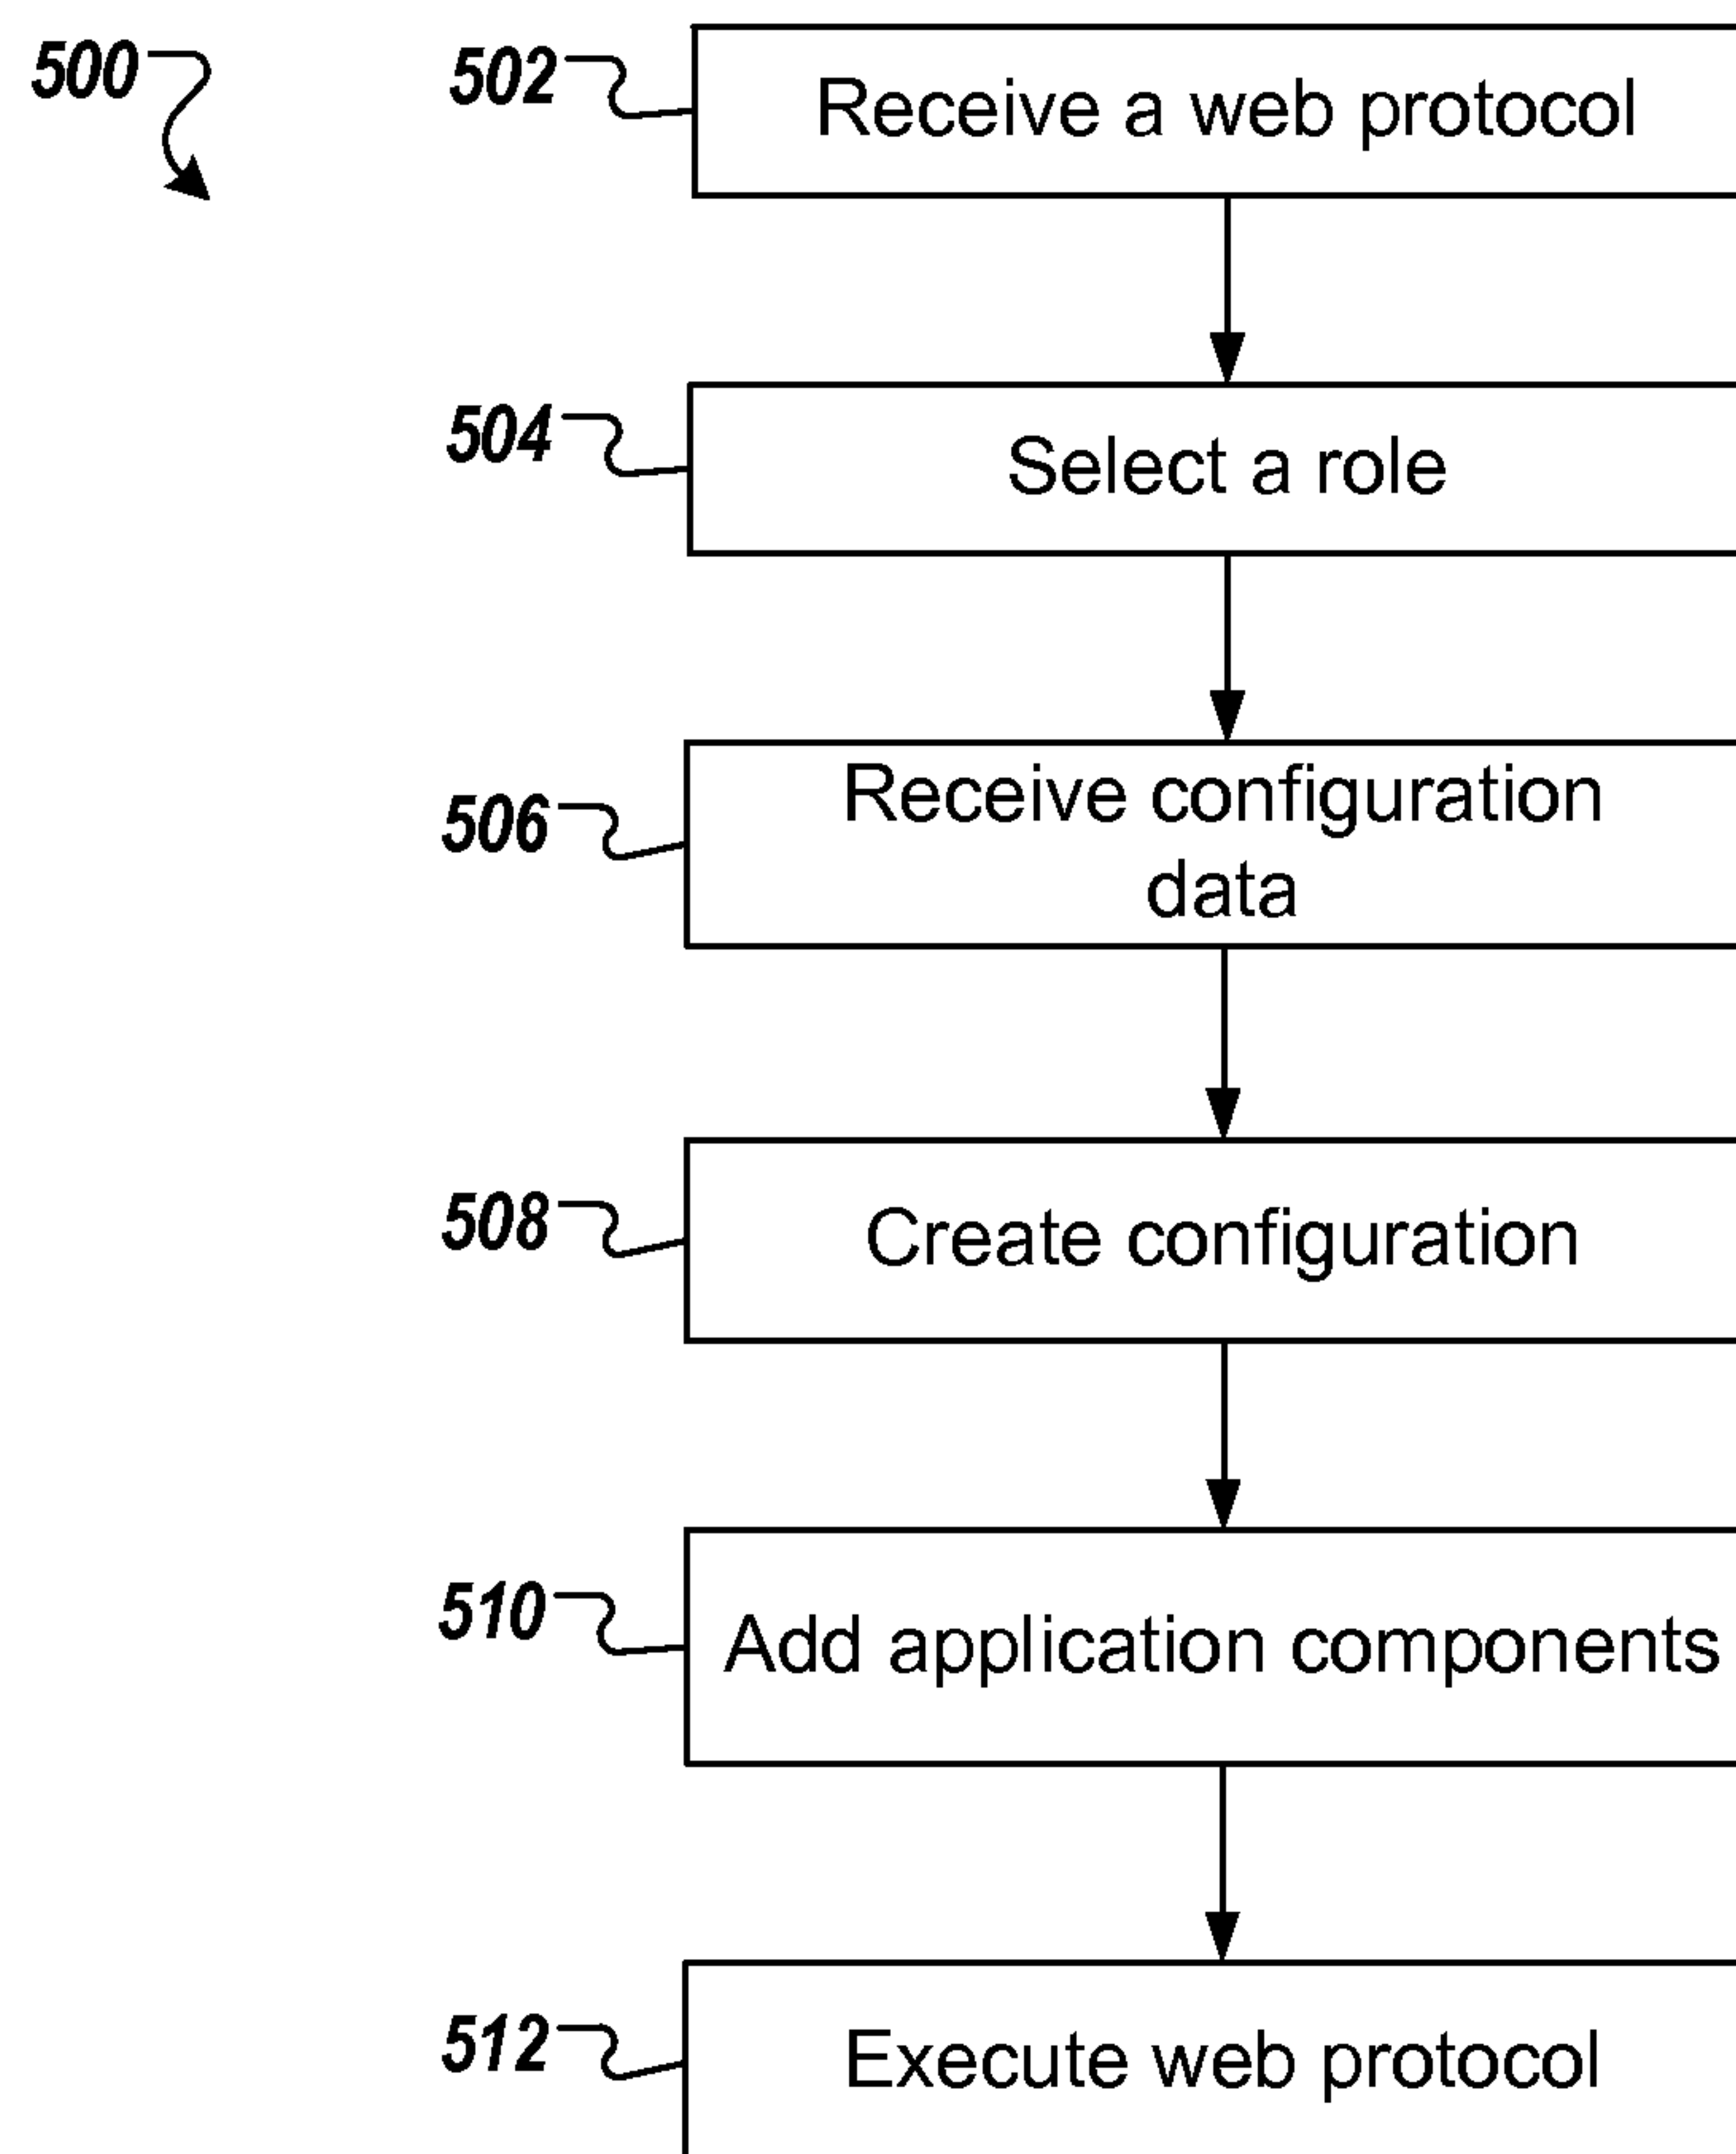 500
502
Receive a web protocol
504
Select a role
506
Receive configuration
data
508
Create configuration
510
Add application components
512
Execute web protocol